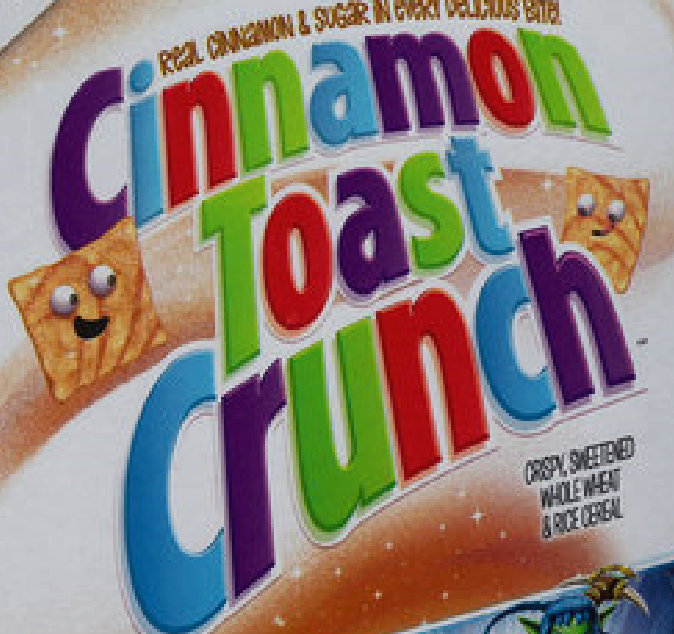 Real Cinnamon & Sugar in every delicious bite!
Cinnamon
Toast
Crunch
CRISPY, SWEETENED
WHOLE WHEAT
& RICE CEREAL